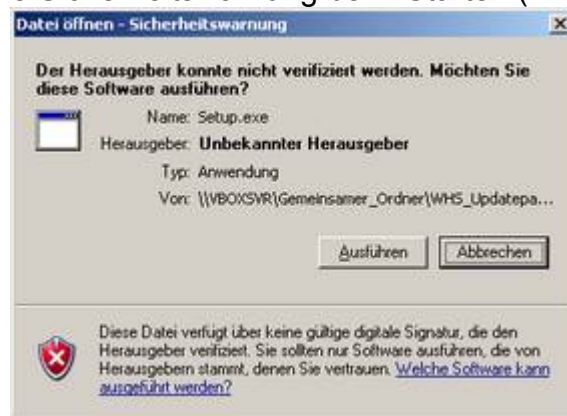 Datei öffnen - Sicherheitswarnung
Der Herausgeber konnte nicht verifiziert werden. Möchten Sie
diese Software ausführen?
Name: Setup.exe
Herausgeber: Unbekannter Herausgeber
Typ: Anwendung
Von: \\VBOXSVR\Gemeinsamer_Ordner\WHS_Updatepa...
Ausführen Abbrechen
Diese Datei verfügt über keine gültige digitale Signatur, die den
Herausgeber verifiziert. Sie sollten nur Software ausführen, die von
Herausgebern stammt, denen Sie vertrauen. Welche Software kann
ausgeführt werden?